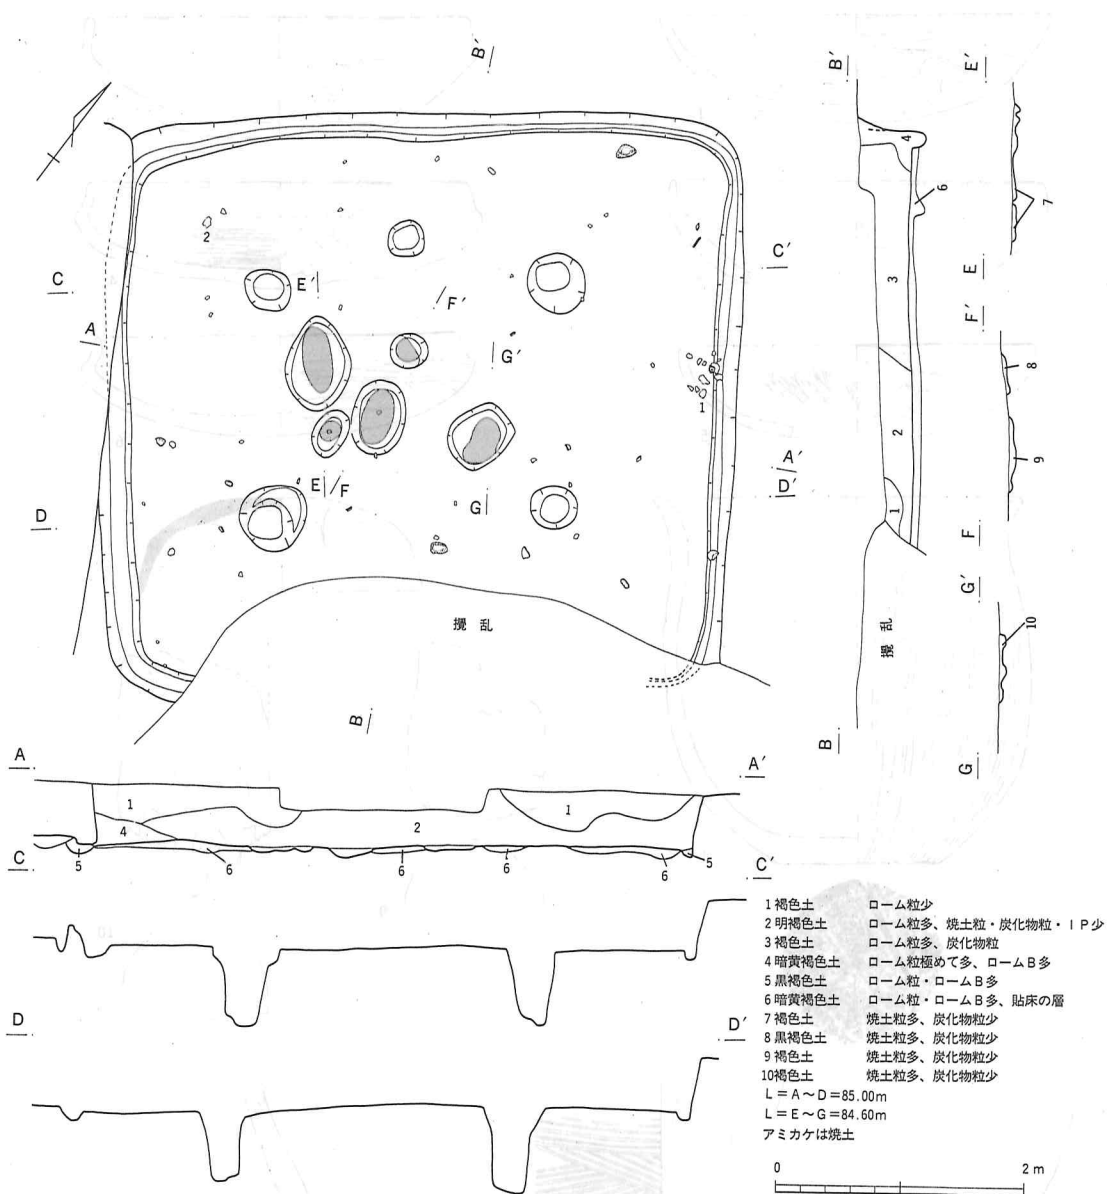 B′
B′
E′
4
6
7
2
C′
C
E′
F′
3
E
A
F′
G′
8
1
2
9
A′
D′
E
F
G
D
1
F
G′
攪乱
10
攪乱
B
B
G
A
A′
1
1
4
2
C
5
6
6
6
6
5
C′
1 褐色土 ローム粒少
2 明褐色土 ローム粒多、焼土粒・炭化物粒・IP少
3 褐色土 ローム粒多、炭化物粒
4 暗黄褐色土 ローム粒極めて多、ロームB多
5 黒褐色土 ローム粒・ロームB多
6 暗黄褐色土 ローム粒・ロームB多、貼床の層
7 褐色土 焼土粒多、炭化物粒少
8 黒褐色土 焼土粒多、炭化物粒少
9 褐色土 焼土粒多、炭化物粒少
10褐色土 焼土粒多、炭化物粒少
L=A~D=85.00m
L=E~G=84.60m
アミカケは焼土
D
D′
0 2 m